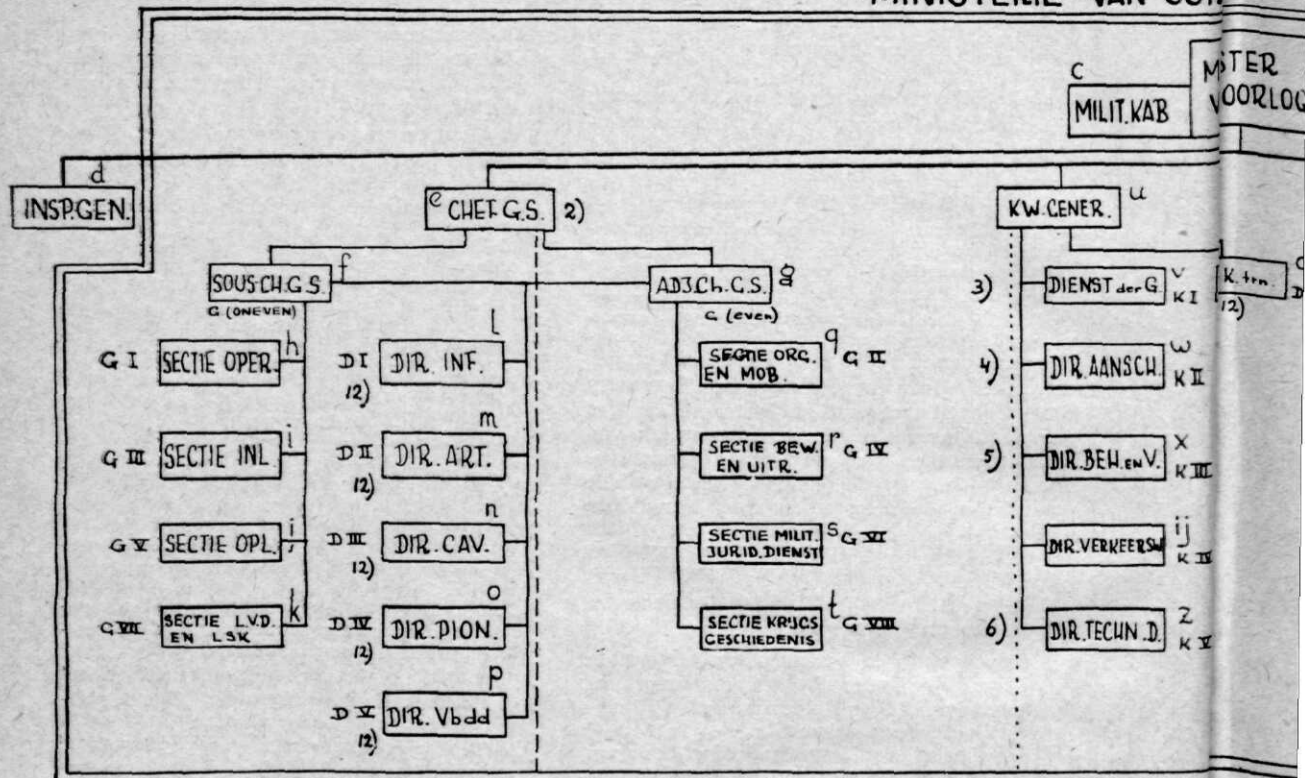 MINISTERIE VAN
c
MILIT. KAB
STER
OORLOG
d
INSP. GEN.
e CHEF. G.S. 2)
KW. GENER. u
SOUS. CH. G.S. f
G (ONEVEN)
ADJ. Ch. G.S. g
G (even)
3) DIENST der G. v
K I
K. trn.
12)
G I SECTIE OPER. h
D I DIR. INF. l
12)
SECTIE ORG. q G II
EN MOB.
4) DIR. AANSCH. w
K II
G III SECTIE INL. i
D II DIR. ART. m
12)
SECTIE BEW. r G IV
EN UITR.
5) DIR. BEH. en V. x
K III
G V SECTIE OPL. j
D III DIR. CAV. n
12)
SECTIE MILIT. s G VI
JURID. DIENST
DIR. VERKEERSW ij
K IV
G VII SECTIE L.V.D. k
EN LSK
D IV DIR. PION. o
12)
SECTIE KRIJGS t G VIII
GESCHIEDENIS
6) DIR. TECHN. D. z
K V
D V DIR. Vbdd p
12)